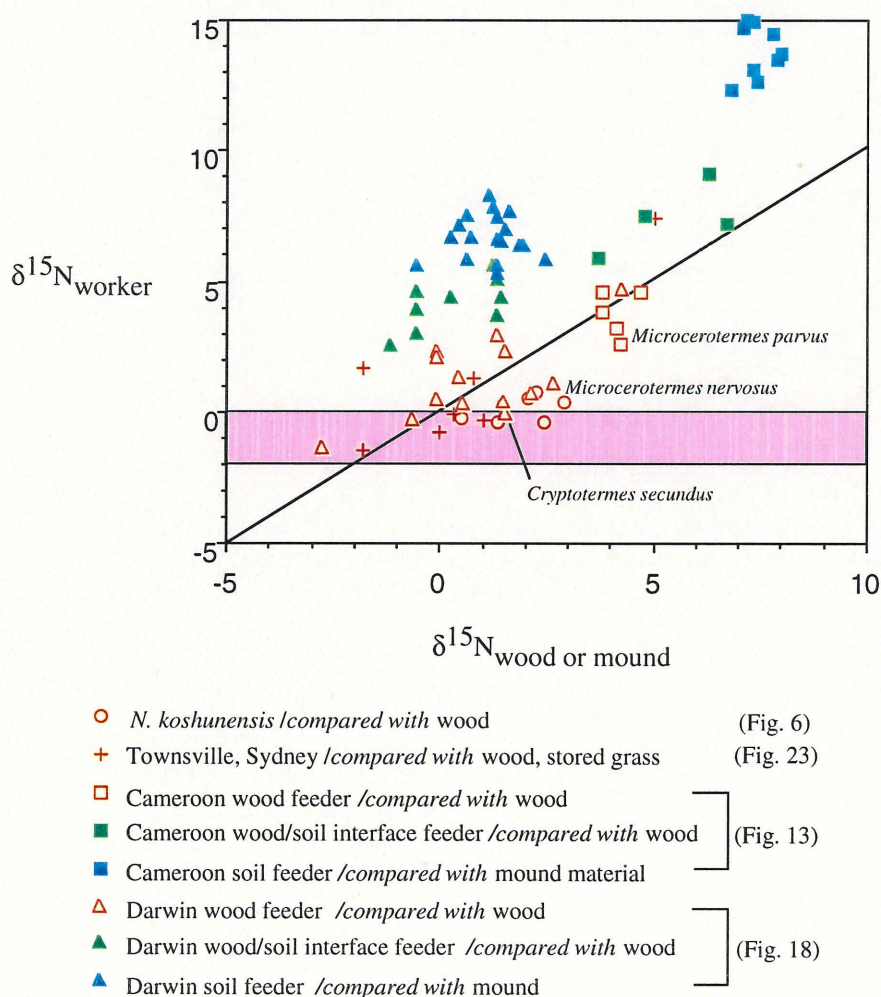 15
10
δ15Nworker
5
Microcerotermes parvus
Microcerotermes nervosus
0
Cryptotermes secundus
-5
-5 0 5 10
δ15Nwood or mound
N. koshunensis /compared with wood (Fig. 6)
Townsville, Sydney /compared with wood, stored grass (Fig. 23)
Cameroon wood feeder /compared with wood
Cameroon wood/soil interface feeder /compared with wood (Fig. 13)
Cameroon soil feeder /compared with mound material
Darwin wood feeder /compared with wood
Darwin wood/soil interface feeder /compared with wood (Fig. 18)
Darwin soil feeder /compared with mound